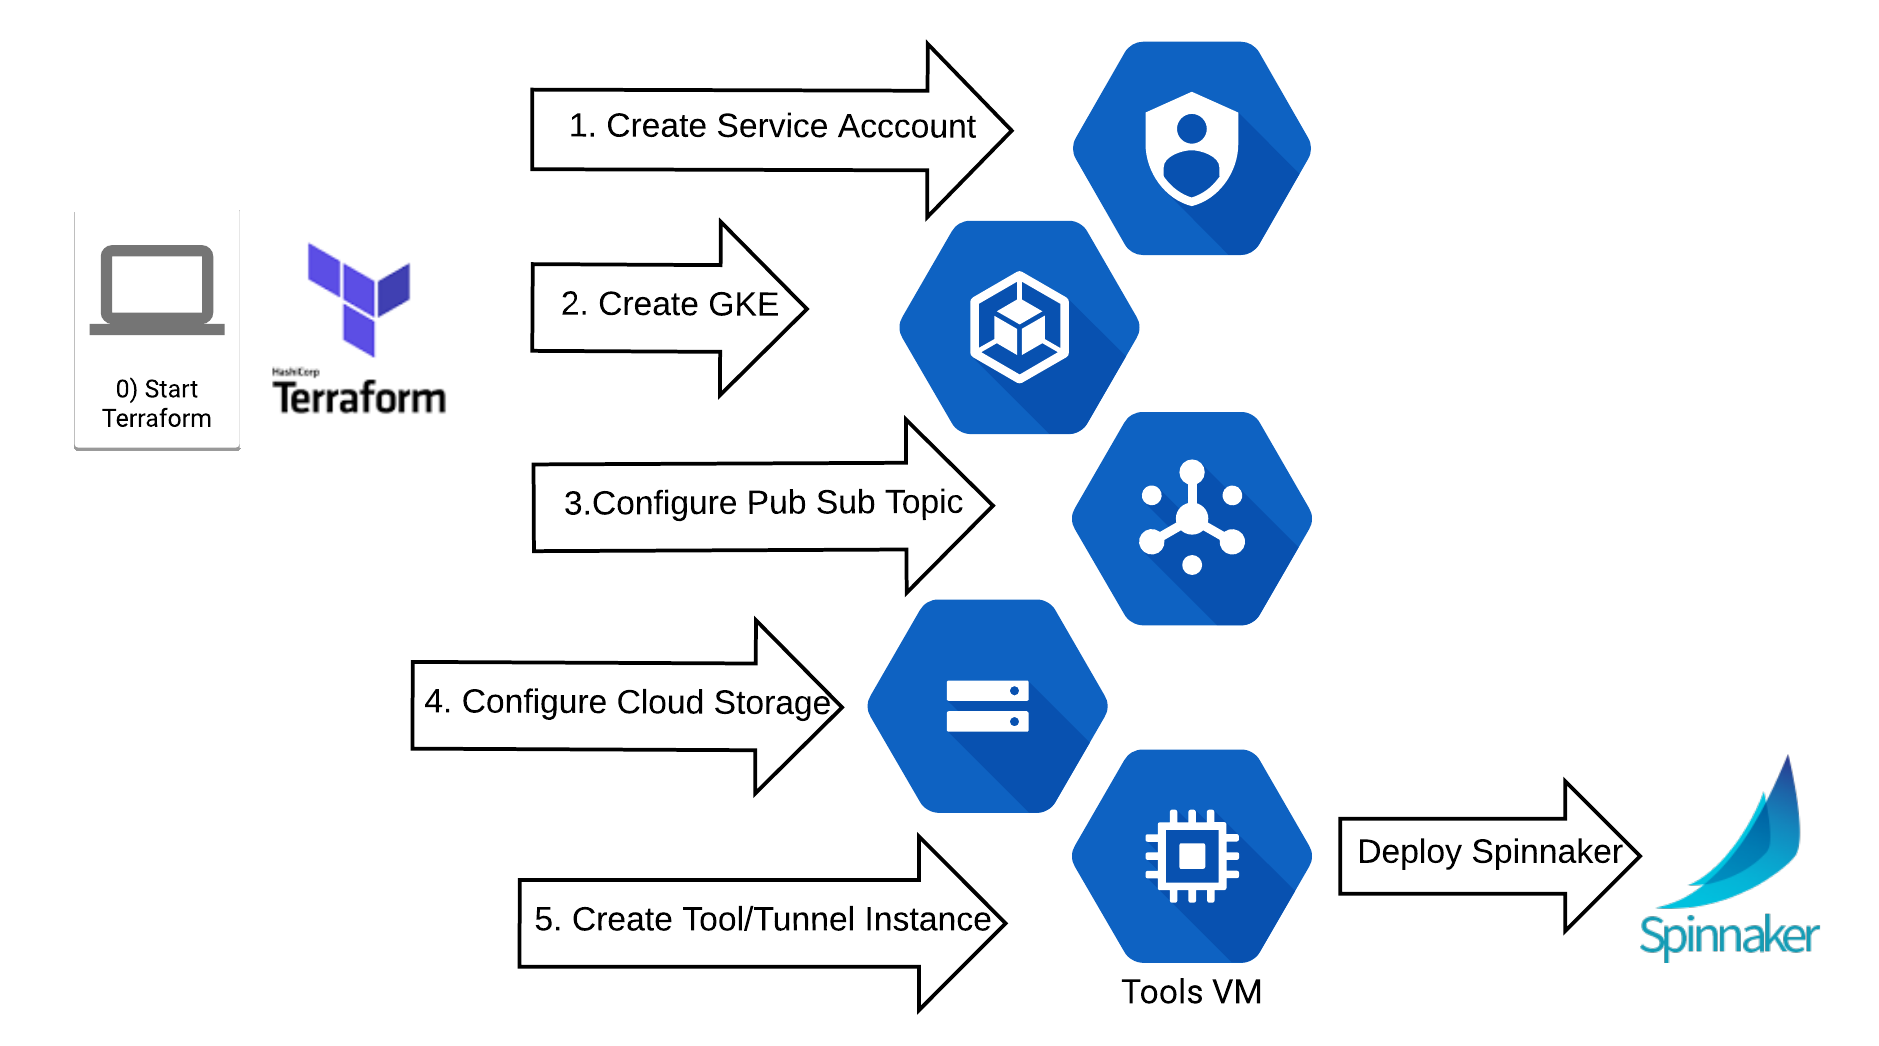 1. Create Service Acccount
0) Start
Terraform
HashiCorp
Terraform
2. Create GKE
3.Configure Pub Sub Topic
4. Configure Cloud Storage
5. Create Tool/Tunnel Instance
Tools VM
Deploy Spinnaker
Spinnaker